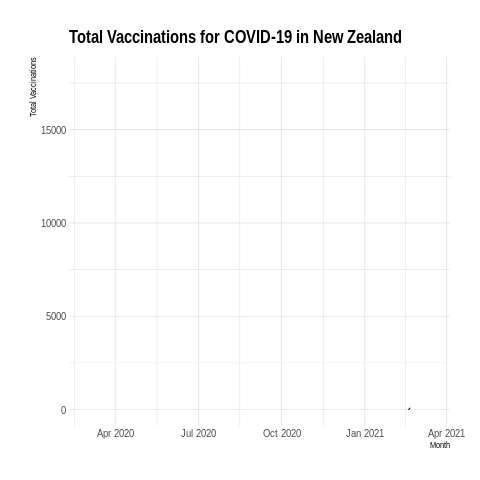 Total Vaccinations for COVID-19 in New Zealand
Total Vaccinations
15000
10000
5000
0
Apr 2020 Jul 2020 Oct 2020 Jan 2021 Apr 2021
Month